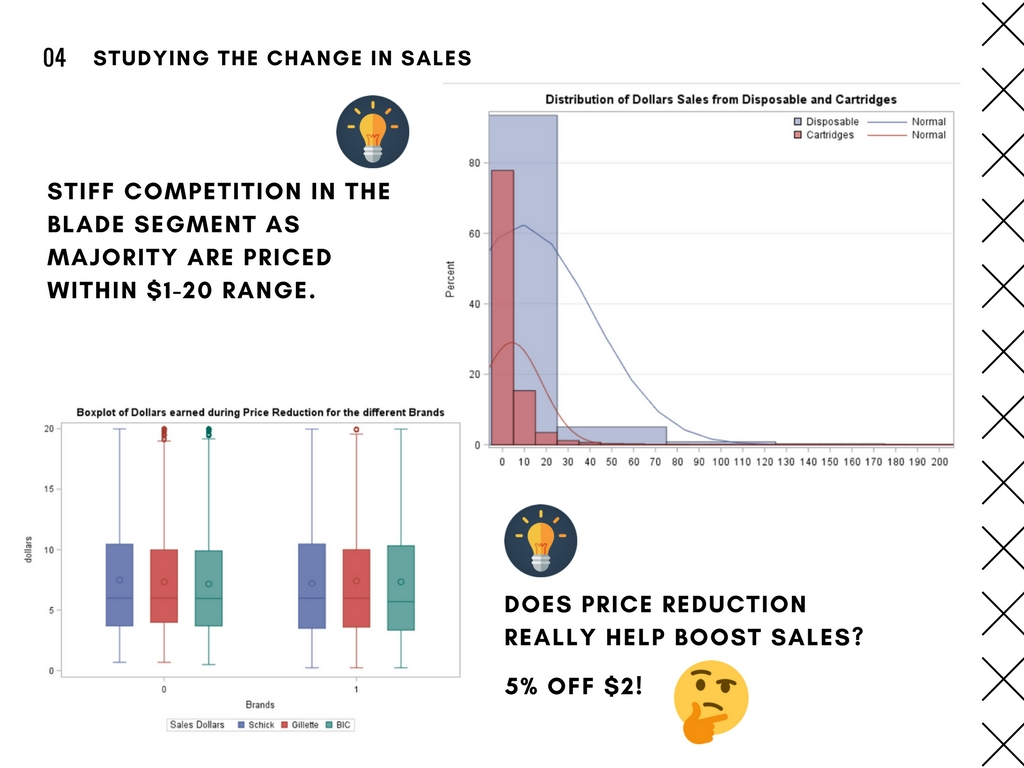 04 STUDYING THE CHANGE IN SALES
STIFF COMPETITION IN THE
BLADE SEGMENT AS
MAJORITY ARE PRICED
WITHIN $1-20 RANGE.
Distribution of Dollars Sales from Disposable and Cartridges
Disposable Normal
Cartridges Normal
Percent
80
60
40
20
0
0 10 20 30 40 50 60 70 80 90 100 110 120 130 140 150 160 170 180 190 200
Boxplot of Dollars earned during Price Reduction for the different Brands
dollars
20
15
10
5
0
0 1
Brands
Sales Dollars Schick Gillette BIC
DOES PRICE REDUCTION
REALLY HELP BOOST SALES?
5% OFF $2!